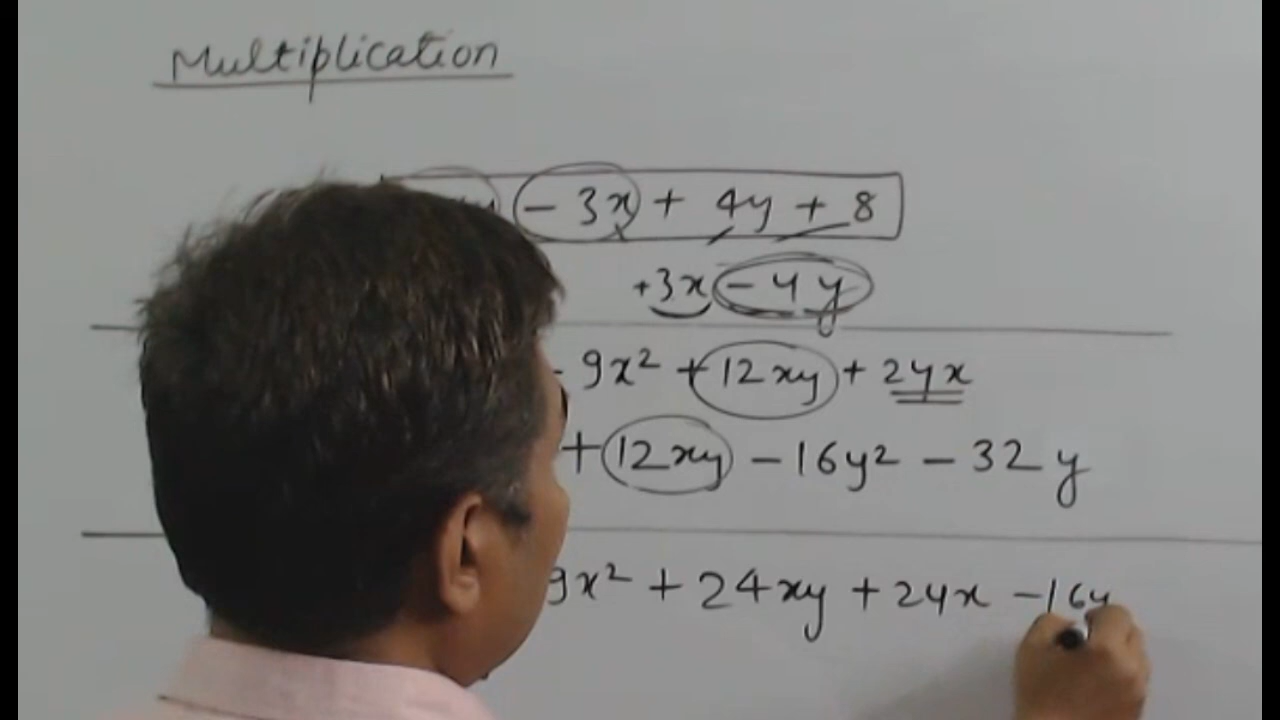 Multiplication
y - 3x + 4y + 8
+3x - 4y
- 9x² + 12xy + 24x
+ 12xy - 16y² - 32y
9x² + 24xy + 24x - 16y